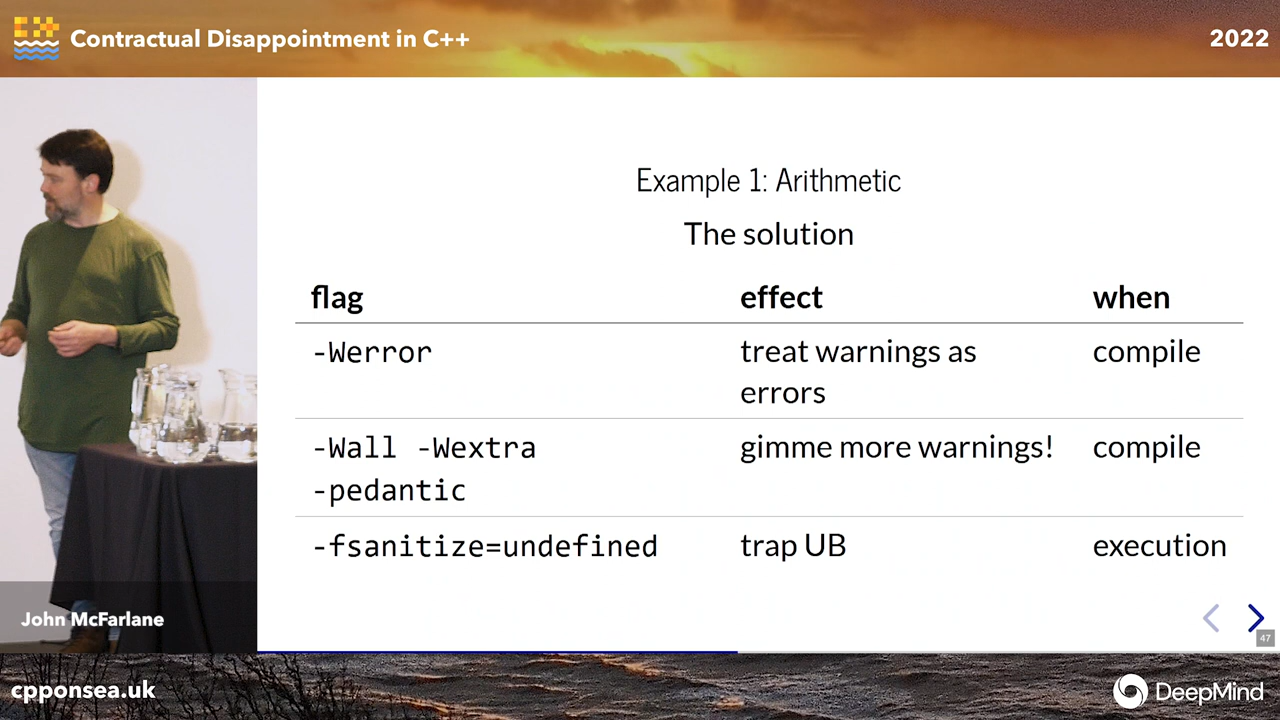 Contractual Disappointment in C++
2022
Example 1: Arithmetic
The solution
flag effect when
-Werror treat warnings as compile
errors
-Wall -Wextra gimme more warnings! compile
-pedantic
-fsanitize=undefined trap UB execution
John McFarlane
47
cpponsea.uk
DeepMind